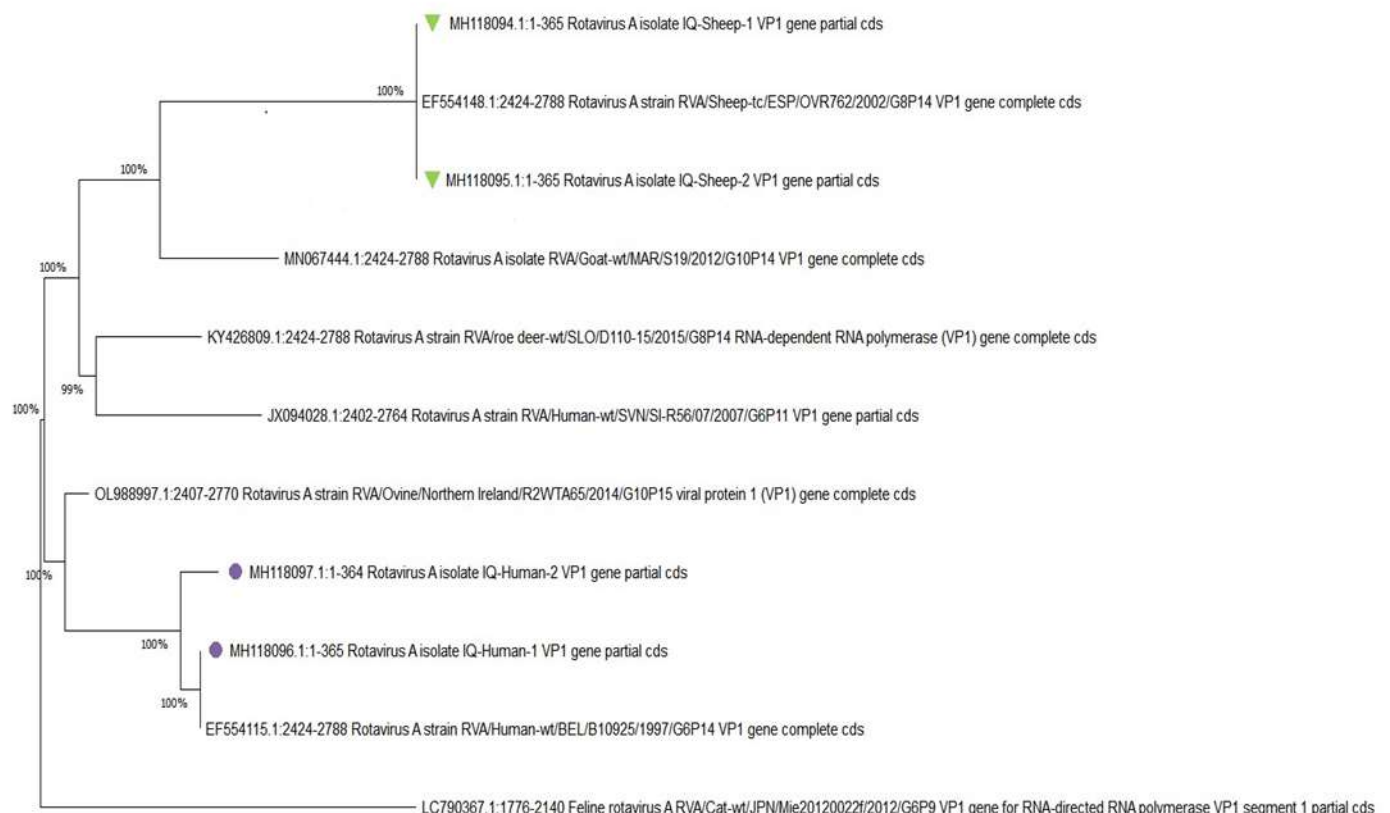 MH118094.1:1-365 Rotavirus A isolate IQ-Sheep-1 VP1 gene partial cds
100%
EF554148.1:2424-2788 Rotavirus A strain RVA/Sheep-tc/ESP/OVR762/2002/G8P14 VP1 gene complete cds
100%
MH118095.1:1-365 Rotavirus A isolate IQ-Sheep-2 VP1 gene partial cds
MN067444.1:2424-2788 Rotavirus A isolate RVA/Goat-wt/MAR/S19/2012/G10P14 VP1 gene complete cds
100%
KY426809.1:2424-2788 Rotavirus A strain RVA/roe deer-wt/SLO/D110-15/2015/G8P14 RNA-dependent RNA polymerase (VP1) gene complete cds
99%
100%
JX094028.1:2402-2764 Rotavirus A strain RVA/Human-wt/SVN/SI-R56/07/2007/G6P11 VP1 gene partial cds
OL988997.1:2407-2770 Rotavirus A strain RVA/Ovine/Northern Ireland/R2WTA65/2014/G10P15 viral protein 1 (VP1) gene complete cds
100%
MH118097.1:1-364 Rotavirus A isolate IQ-Human-2 VP1 gene partial cds
100%
MH118096.1:1-365 Rotavirus A isolate IQ-Human-1 VP1 gene partial cds
100%
EF554115.1:2424-2788 Rotavirus A strain RVA/Human-wt/BEL/B10925/1997/G6P14 VP1 gene complete cds
LC790367.1:1776-2140 Feline rotavirus A RVA/Cat-wt/JPN/Mie20120022f/2012/G6P9 VP1 gene for RNA-directed RNA polymerase VP1 segment 1 partial cds